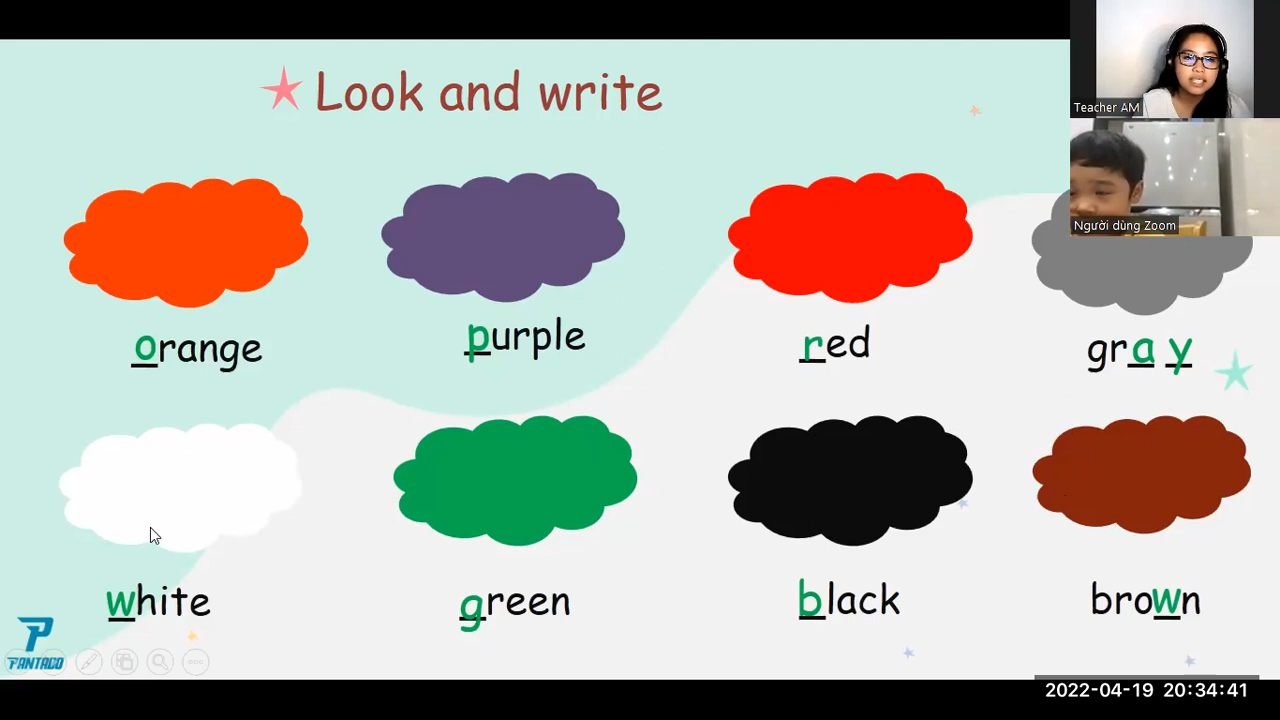 Look and write
Teacher AM
Người dùng Zoom
orange purple red gray
white green black brown
PANTADO
2022-04-19 20:34:41